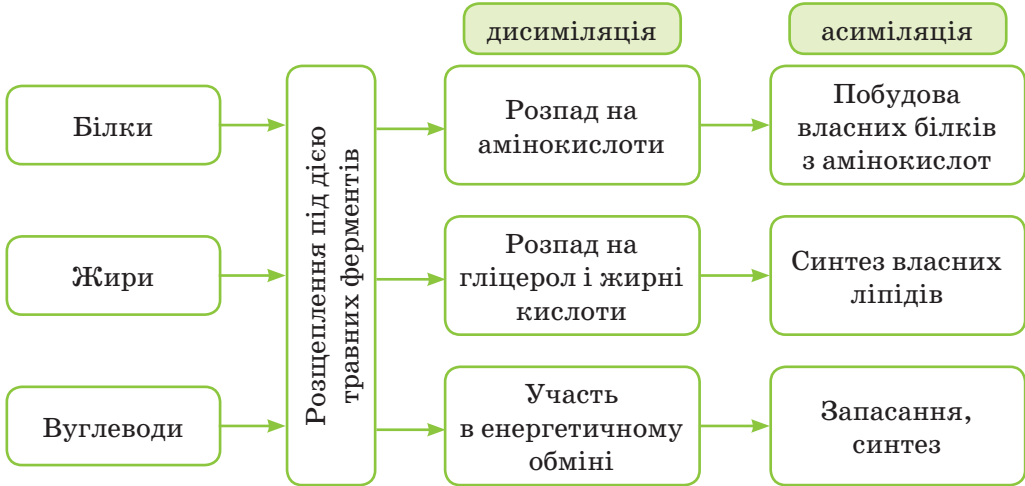 дисиміляція
асиміляція
Білки
Жири
Вуглеводи
Розщеплення під дією
травних ферментів
Розпад на
амінокислоти
Побудова
власних білків
з амінокислот
Розпад на
гліцерол і жирні
кислоти
Синтез власних
ліпідів
Участь
в енергетичному
обміні
Запасання,
синтез